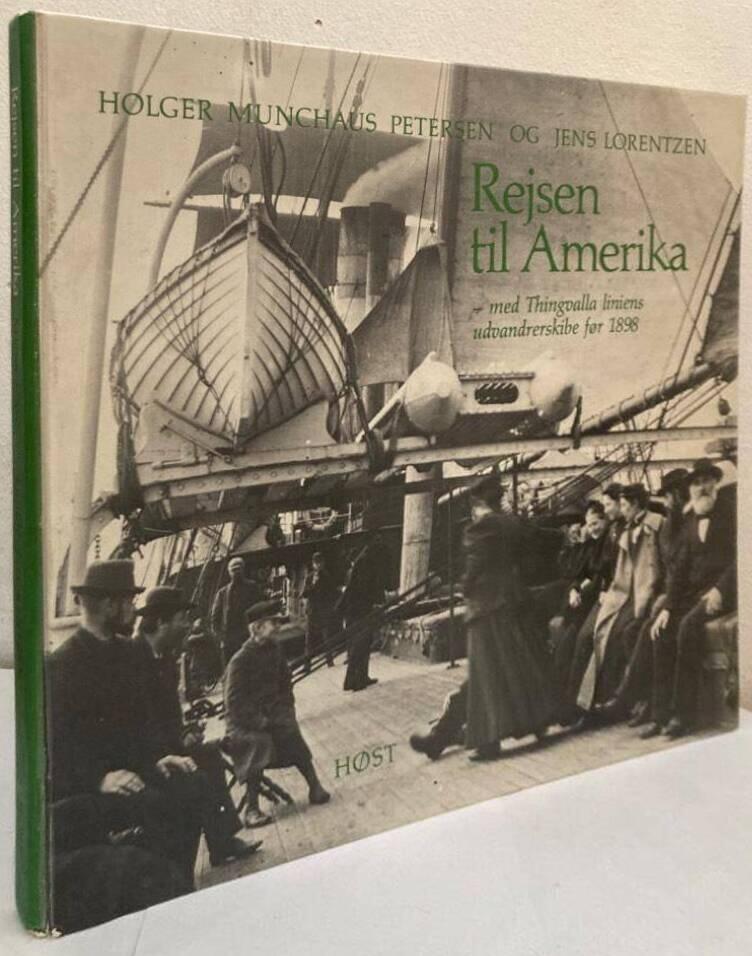 HOLGER MUNCHAUS PETERSEN OG JENS LORENTZEN
Rejsen
til Amerika
- med Thingvalla liniens
udvandrerskibe før 1898
HØST
Rejsen til Amerika